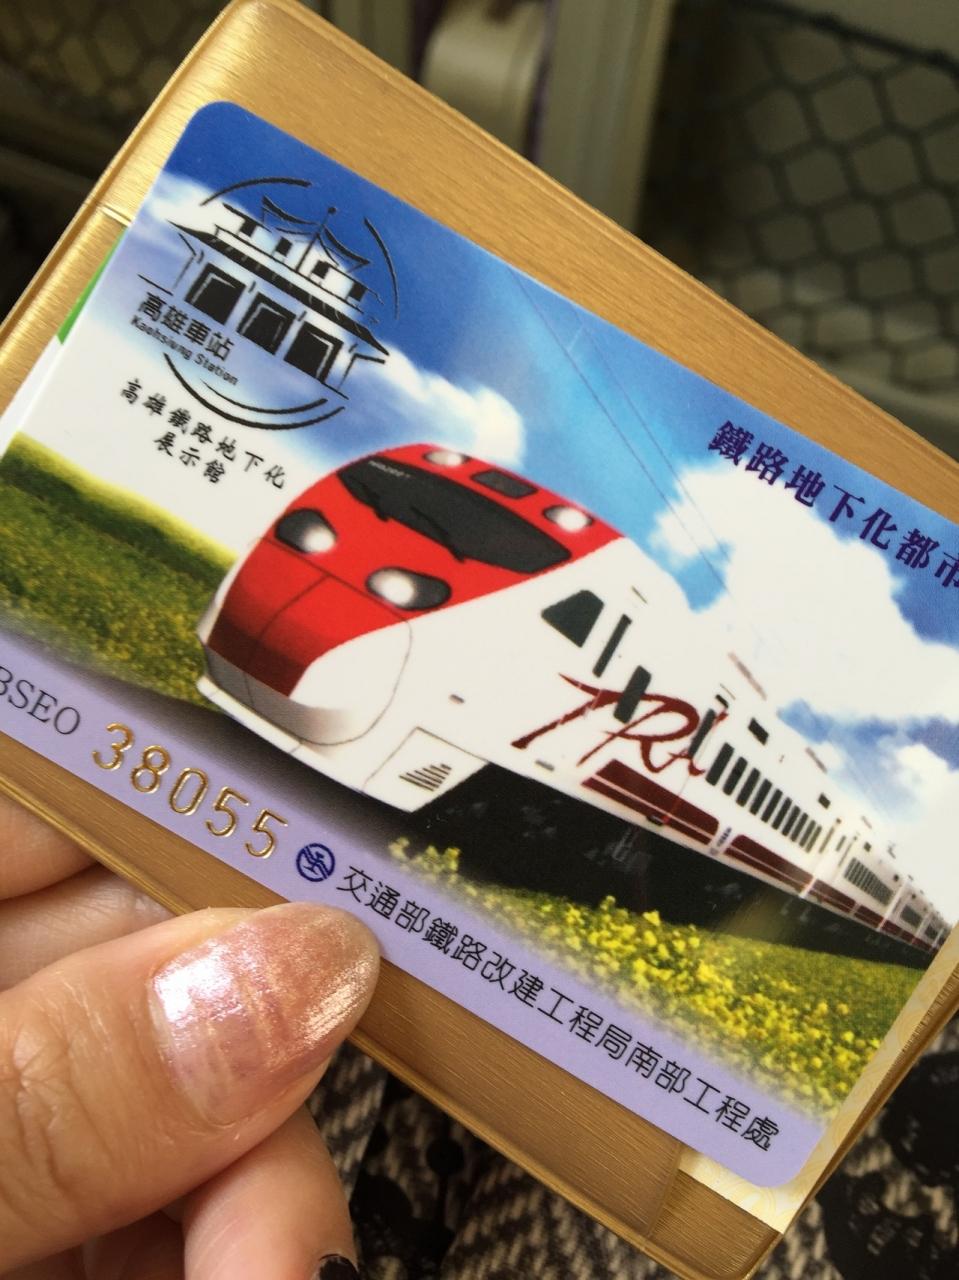 高雄車站
Kaohsiung Station
高雄鐵路地下化
展示館
鐵路地下化都市
TRA
BSEO 38055
交通部鐵路改建工程局南部工程處